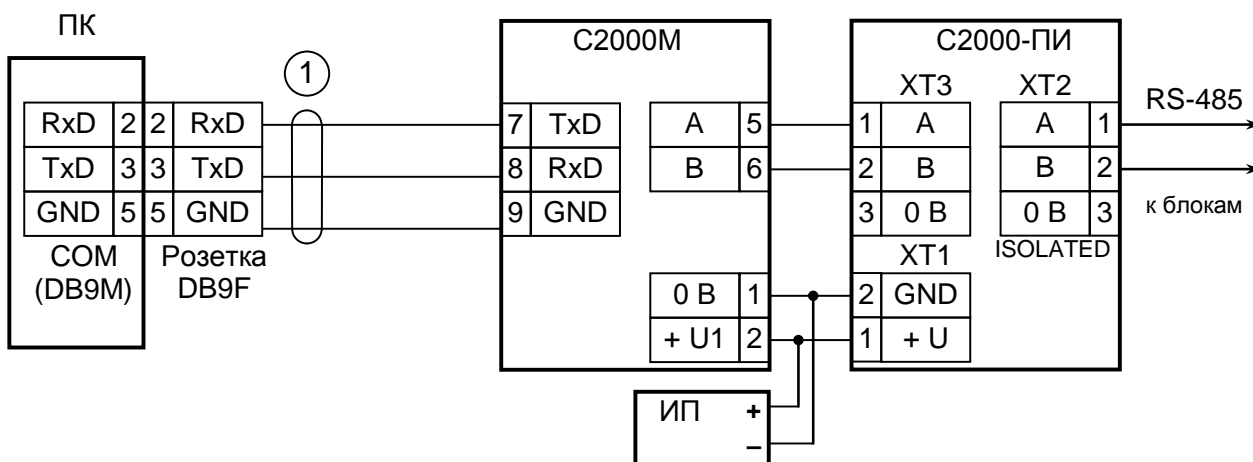 ПК
С2000М
С2000-ПИ
1
XT3
XT2
RS-485
RxD 2 2 RxD
7 TxD
A 5
1 A
A 1
TxD 3 3 TxD
8 RxD
B 6
2 B
B 2
GND 5 5 GND
9 GND
3 0 В
0 В 3
к блокам
COM
(DB9M)
Розетка
DB9F
XT1
ISOLATED
0 В 1
2 GND
+ U1 2
1 + U
ИП +
–